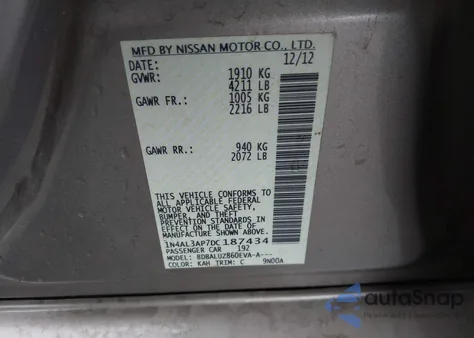 MFD BY NISSAN MOTOR CO., LTD.
DATE: 12/12
GVWR: 1910 KG
4211 LB
GAWR FR.: 1005 KG
2216 LB
GAWR RR.: 940 KG
2072 LB
THIS VEHICLE CONFORMS TO
ALL APPLICABLE FEDERAL
MOTOR VEHICLE SAFETY,
BUMPER, AND THEFT
PREVENTION STANDARDS IN
EFFECT ON THE DATE OF
MANUFACTURE SHOWN ABOVE.
1N4AL3AP7DC187434
PASSENGER CAR 192
MODEL: BDBALUZ860EVA-A---
COLOR: KAH TRIM: C 9N00A
autoSnap